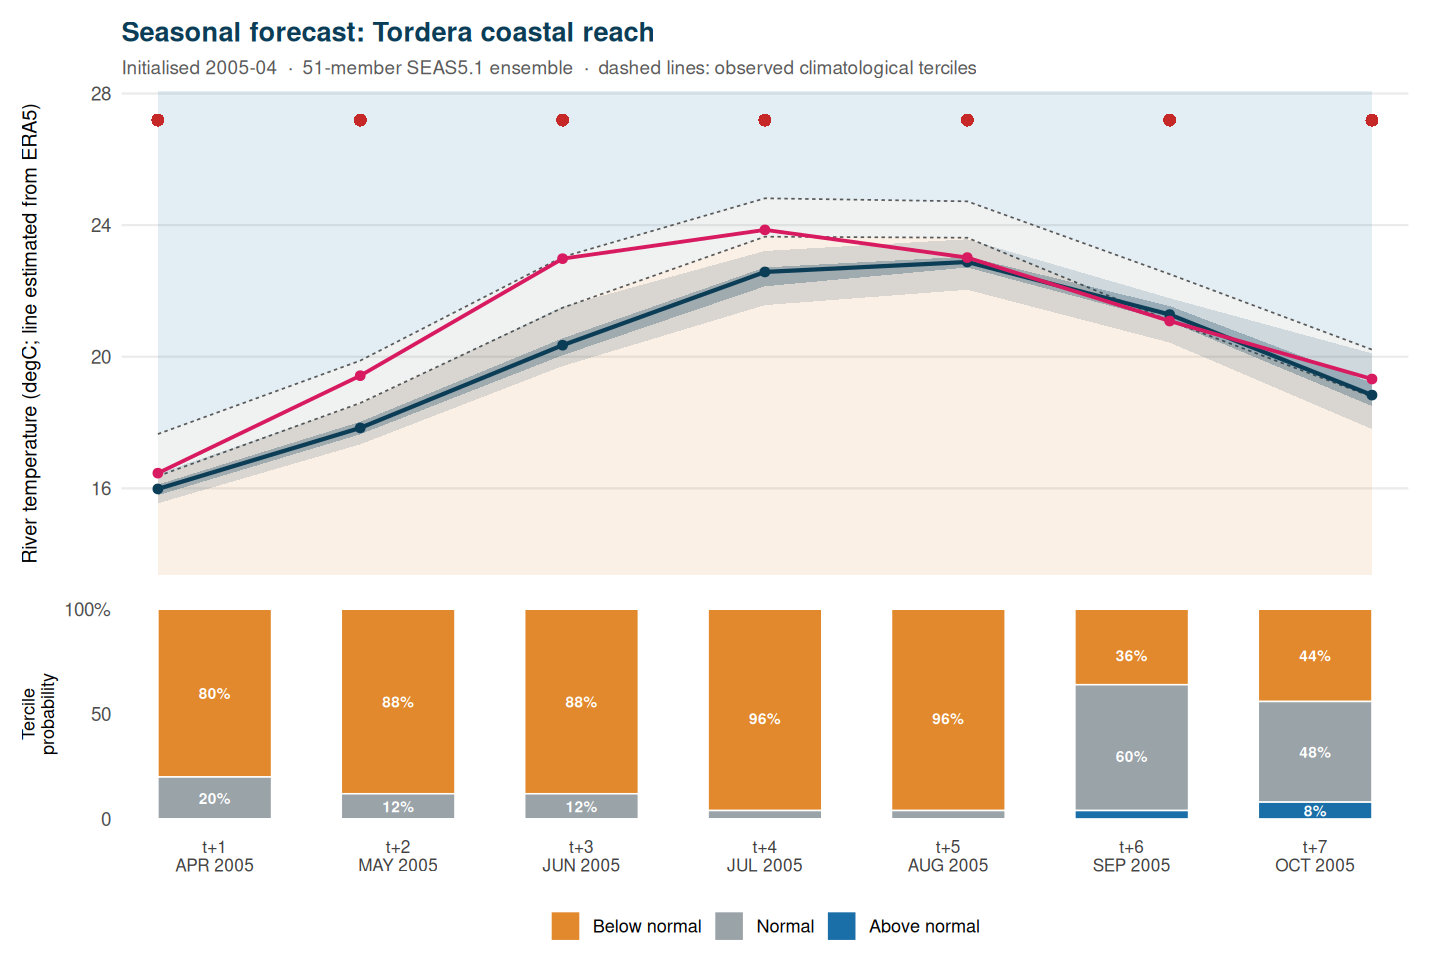 Seasonal forecast: Tordera coastal reach
Initialised 2005-04 · 51-member SEAS5.1 ensemble · dashed lines: observed climatological terciles
River temperature (degC; line estimated from ERA5)
28
24
20
16
Tercile
probability
100%
50
0
80%
88%
88%
96%
96%
36%
44%
20%
12%
12%
60%
48%
8%
t+1
APR 2005
t+2
MAY 2005
t+3
JUN 2005
t+4
JUL 2005
t+5
AUG 2005
t+6
SEP 2005
t+7
OCT 2005
Below normal
Normal
Above normal